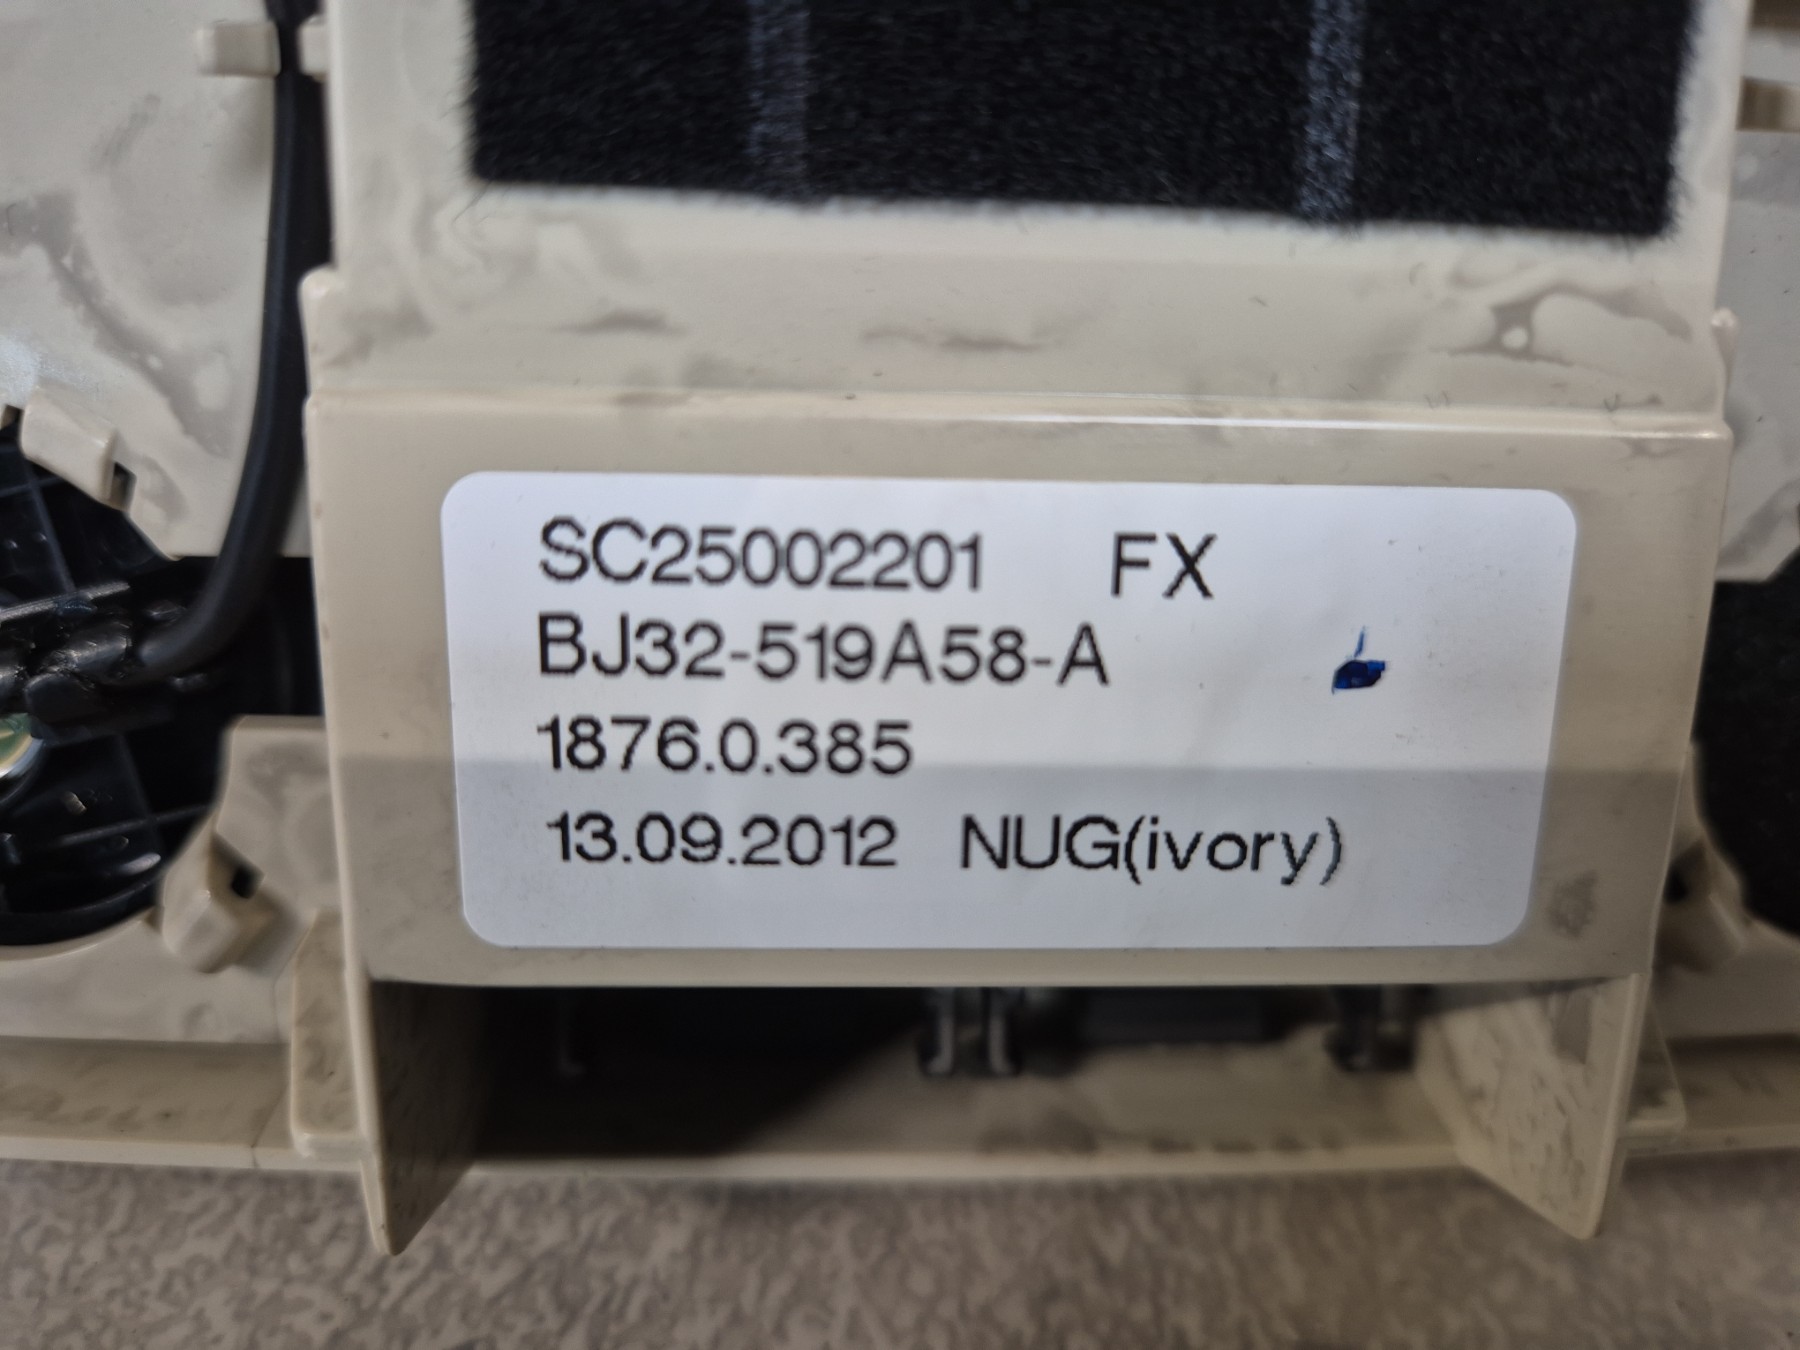 SC25002201 FX
BJ32-519A58-A
1876.0.385
13.09.2012 NUG(ivory)